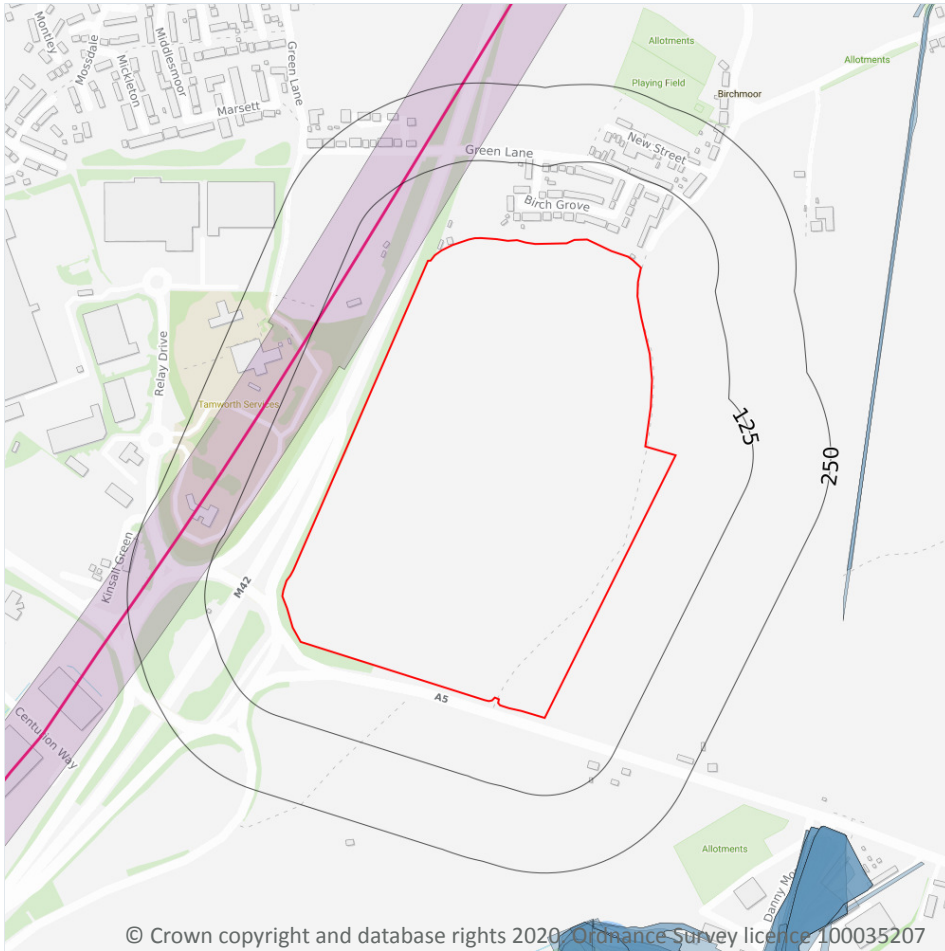 Montley
Mossdale
Mickleton
Middlesmoor
Marsett
Green Lane
Allotments
Playing Field
Birchmoor
Allotments
Green Lane
New Street
Birch Grove
Relay Drive
Tamworth Services
125
250
Kinsall Green
M42
A5
Centurion Way
Allotments
Danny Mo
© Crown copyright and database rights 2020, Ordnance Survey licence 100035207